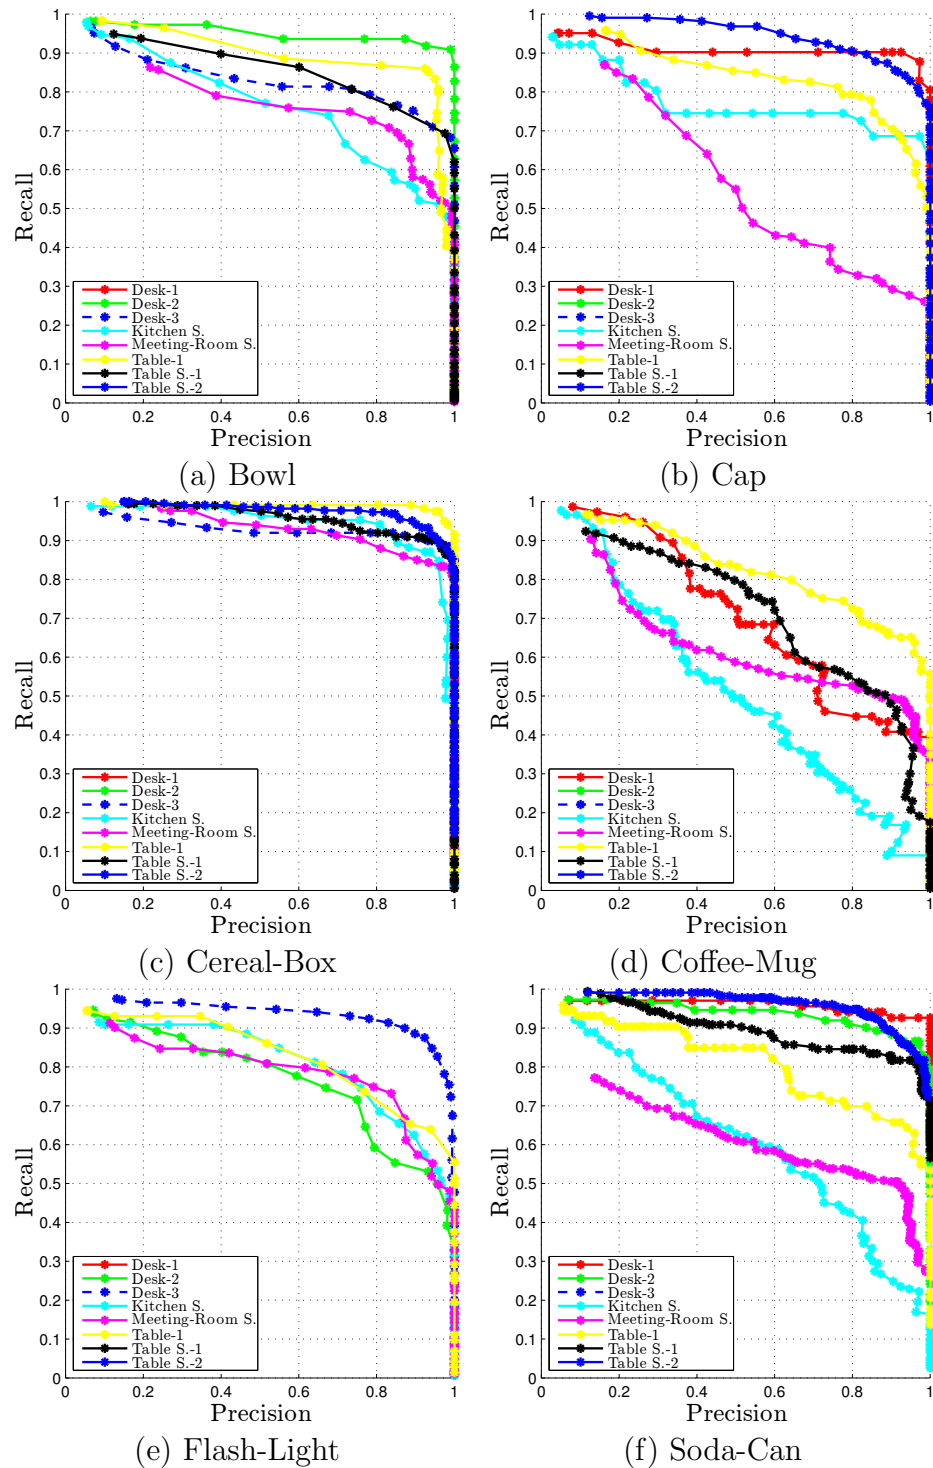 1
0.9
0.8
0.7
0.6
0.5
0.4
0.3
0.2
0.1
0
Recall
Desk-1
Desk-2
Desk-3
Kitchen S.
Meeting-Room S.
Table-1
Table S.-1
Table S.-2
0 0.2 0.4 0.6 0.8 1
Precision
(a) Bowl
1
0.9
0.8
0.7
0.6
0.5
0.4
0.3
0.2
0.1
0
Recall
Desk-1
Desk-2
Desk-3
Kitchen S.
Meeting-Room S.
Table-1
Table S.-1
Table S.-2
0 0.2 0.4 0.6 0.8 1
Precision
(b) Cap
1
0.9
0.8
0.7
0.6
0.5
0.4
0.3
0.2
0.1
0
Recall
Desk-1
Desk-2
Desk-3
Kitchen S.
Meeting-Room S.
Table-1
Table S.-1
Table S.-2
0 0.2 0.4 0.6 0.8 1
Precision
(c) Cereal-Box
1
0.9
0.8
0.7
0.6
0.5
0.4
0.3
0.2
0.1
0
Recall
Desk-1
Desk-2
Desk-3
Kitchen S.
Meeting-Room S.
Table-1
Table S.-1
Table S.-2
0 0.2 0.4 0.6 0.8 1
Precision
(d) Coffee-Mug
1
0.9
0.8
0.7
0.6
0.5
0.4
0.3
0.2
0.1
0
Recall
Desk-1
Desk-2
Desk-3
Kitchen S.
Meeting-Room S.
Table-1
Table S.-1
Table S.-2
0 0.2 0.4 0.6 0.8 1
Precision
(e) Flash-Light
1
0.9
0.8
0.7
0.6
0.5
0.4
0.3
0.2
0.1
0
Recall
Desk-1
Desk-2
Desk-3
Kitchen S.
Meeting-Room S.
Table-1
Table S.-1
Table S.-2
0 0.2 0.4 0.6 0.8 1
Precision
(f) Soda-Can